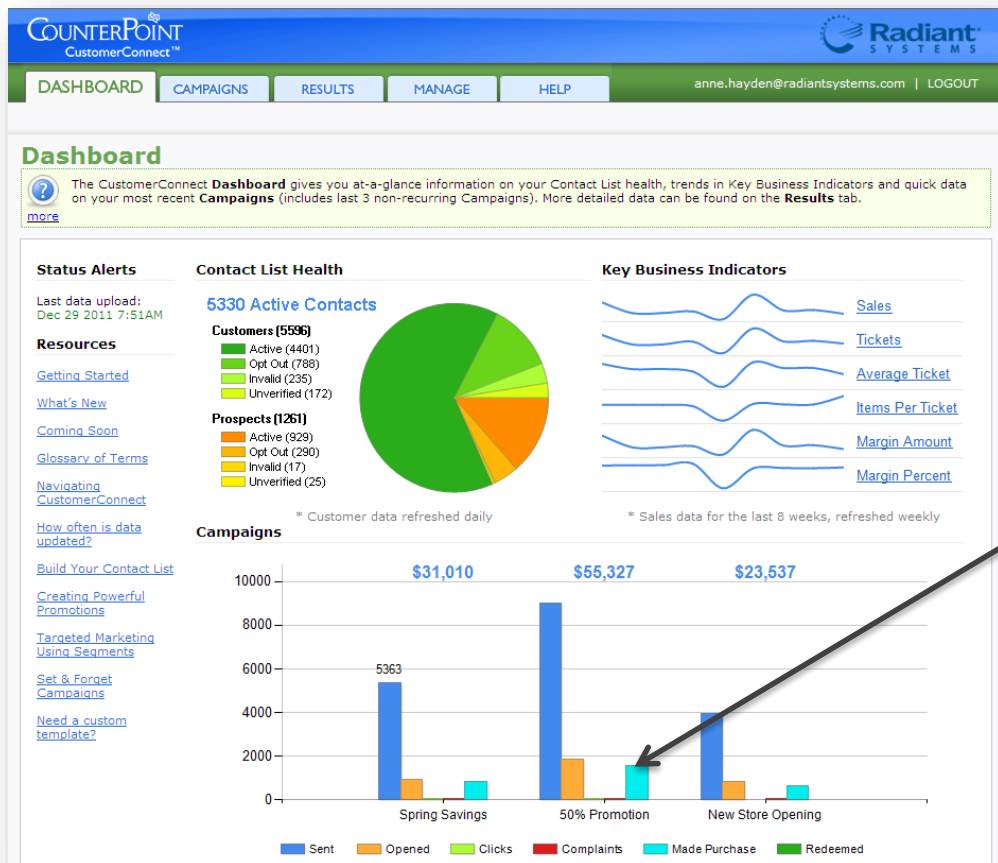 COUNTERPOINT
CustomerConnect™
Radiant
SYSTEMS
DASHBOARD
CAMPAIGNS
RESULTS
MANAGE
HELP
anne.hayden@radiantsystems.com | LOGOUT
Dashboard
?
The CustomerConnect Dashboard gives you at-a-glance information on your Contact List health, trends in Key Business Indicators and quick data
on your most recent Campaigns (includes last 3 non-recurring Campaigns). More detailed data can be found on the Results tab.
more
Status Alerts
Last data upload:
Dec 29 2011 7:51AM
Resources
Getting Started
What's New
Coming Soon
Glossary of Terms
Navigating
CustomerConnect
How often is data
updated?
Build Your Contact List
Creating Powerful
Promotions
Targeted Marketing
Using Segments
Set & Forget
Campaigns
Need a custom
template?
Contact List Health
5330 Active Contacts
Customers (5596)
Active (4401)
Opt Out (788)
Invalid (235)
Unverified (172)
Prospects (1261)
Active (929)
Opt Out (290)
Invalid (17)
Unverified (25)
* Customer data refreshed daily
Key Business Indicators
Sales
Tickets
Average Ticket
Items Per Ticket
Margin Amount
Margin Percent
* Sales data for the last 8 weeks, refreshed weekly
Campaigns
$31,010
$55,327
$23,537
10000
8000
6000
4000
2000
0
5363
Spring Savings
50% Promotion
New Store Opening
Sent
Opened
Clicks
Complaints
Made Purchase
Redeemed